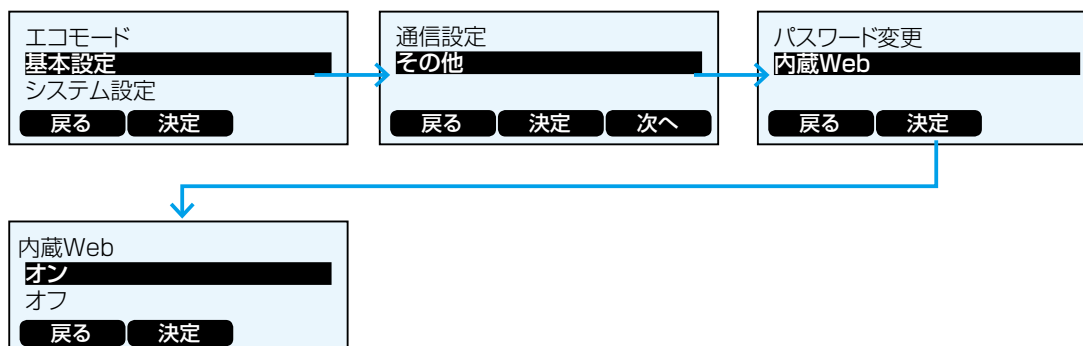 エコモード
基本設定
システム設定
戻る 決定
通信設定
その他
戻る 決定 次へ
パスワード変更
内蔵Web
戻る 決定
内蔵Web
オン
オフ
戻る 決定